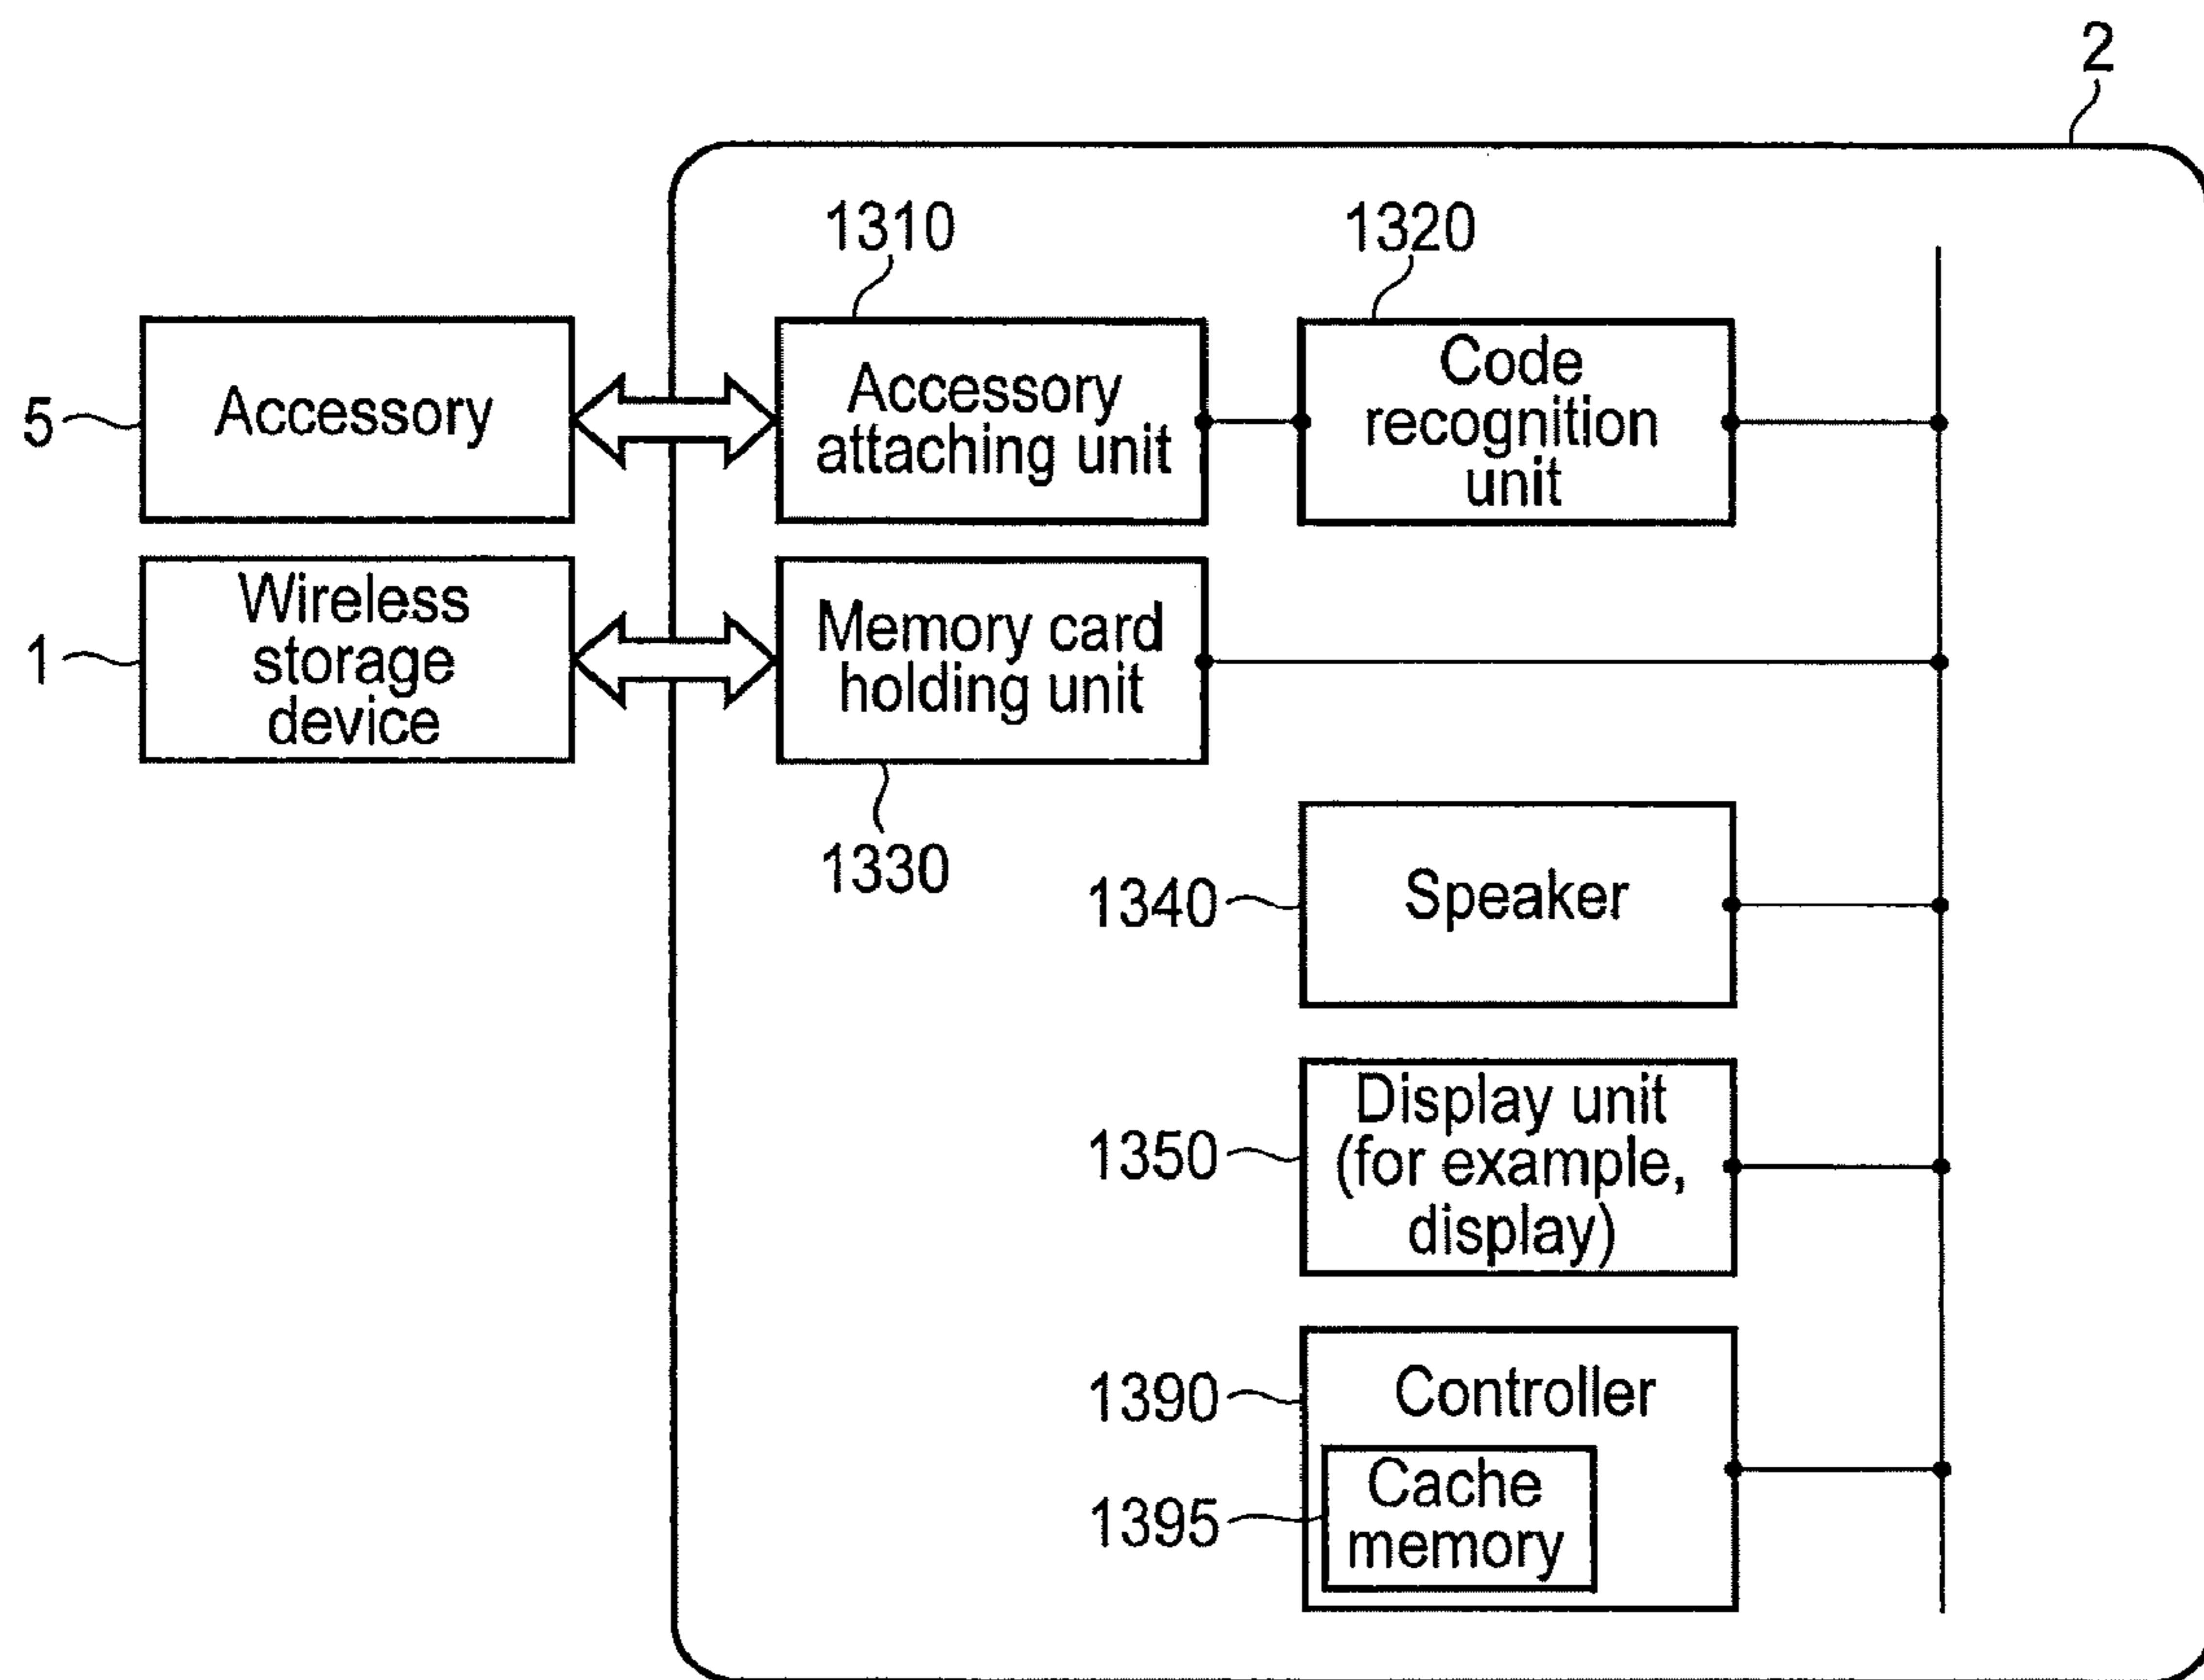 2
1310
1320
5
Accessory
Accessory
attaching unit
Code
recognition
unit
1
Wireless
storage
device
Memory card
holding unit
1330
1340
Speaker
1350
Display unit
(for example,
display)
1390
Controller
1395
Cache
memory